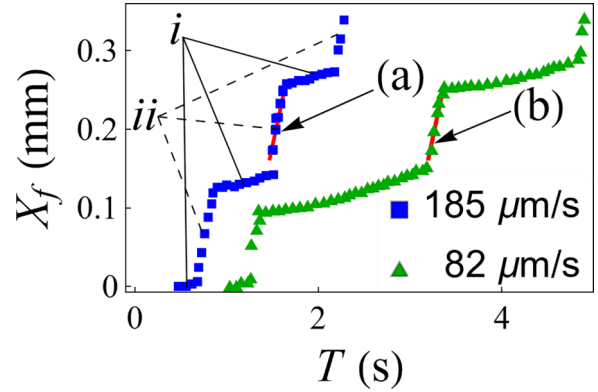 i
(a)
ii
(b)
X_f (mm)
0.3
0.2
0.1
0
185 μm/s
82 μm/s
0 2 4
T (s)